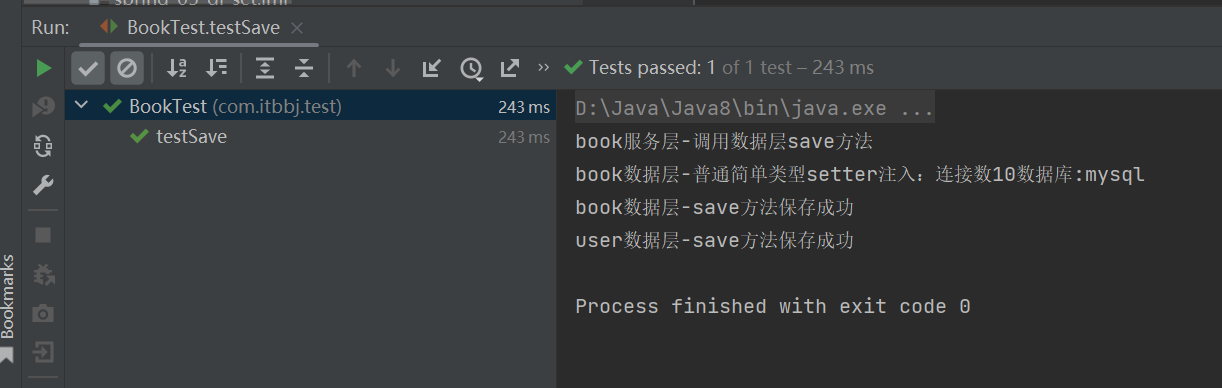 Run: BookTest.testSave
Tests passed: 1 of 1 test – 243 ms
BookTest (com.itbbj.test) 243 ms
testSave 243 ms
D:\Java\Java8\bin\java.exe ...
book服务层-调用数据层save方法
book数据层-普通简单类型setter注入：连接数10数据库:mysql
book数据层-save方法保存成功
user数据层-save方法保存成功
Process finished with exit code 0
Bookmarks